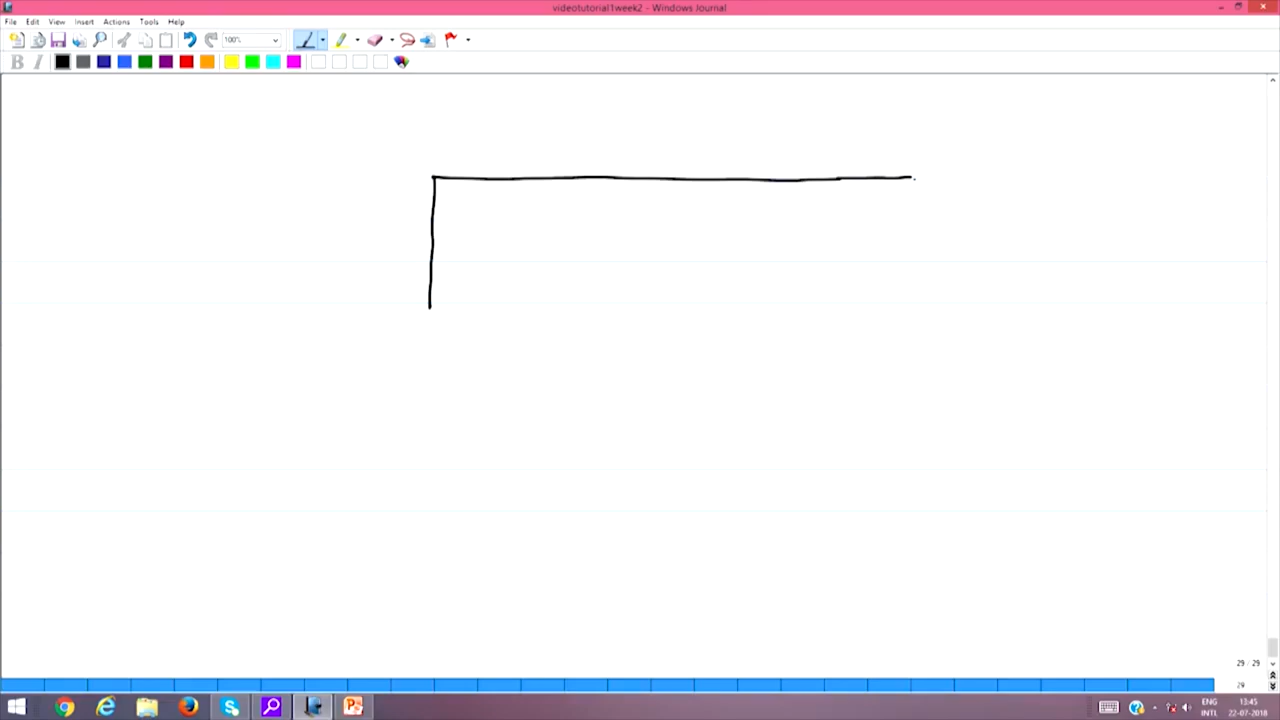 videotutorial1week2 - Windows Journal
File Edit View Insert Actions Tools Help
100%
B I
29 / 29
29
ENG
INTL
13:45
22-07-2018